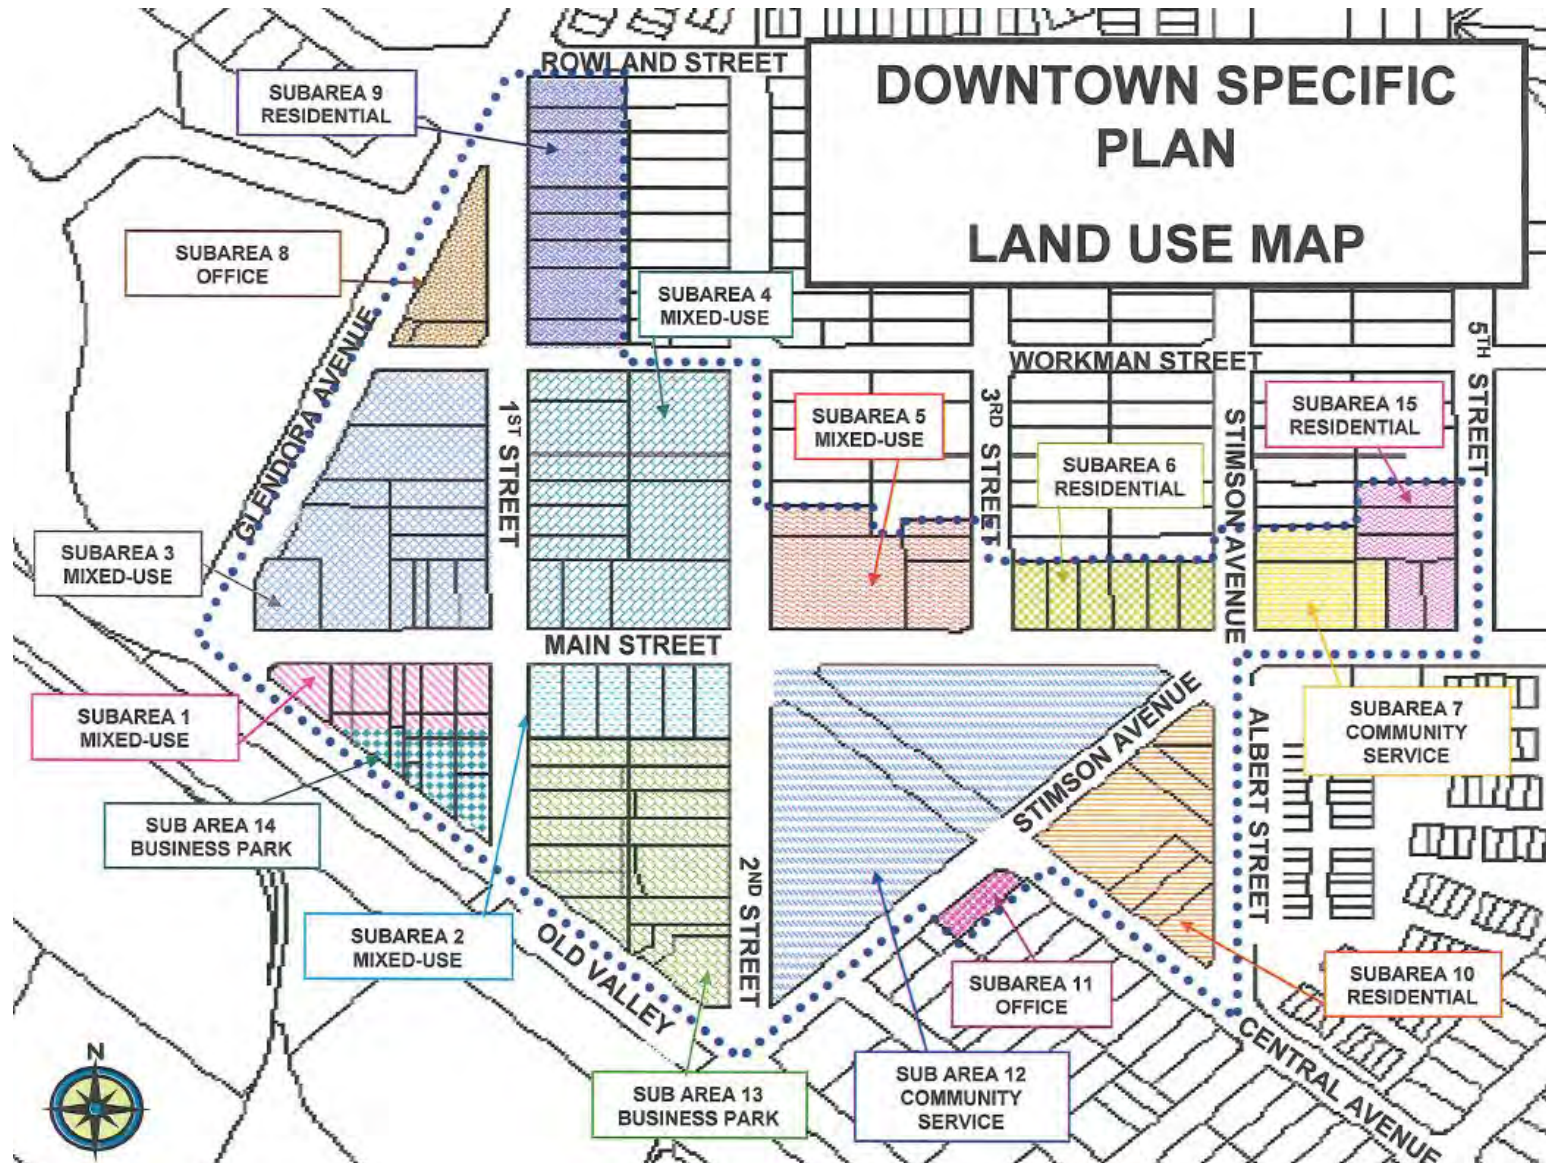 ROWLAND STREET
DOWNTOWN SPECIFIC
PLAN
LAND USE MAP
SUBAREA 9
RESIDENTIAL
SUBAREA 8
OFFICE
SUBAREA 4
MIXED-USE
GLENDORA AVENUE
WORKMAN STREET
5TH STREET
1ST STREET
SUBAREA 5
MIXED-USE
3RD STREET
SUBAREA 6
RESIDENTIAL
STIMSON AVENUE
SUBAREA 15
RESIDENTIAL
SUBAREA 3
MIXED-USE
MAIN STREET
SUBAREA 1
MIXED-USE
STIMSON AVENUE
ALBERT STREET
SUBAREA 7
COMMUNITY
SERVICE
SUB AREA 14
BUSINESS PARK
2ND STREET
SUBAREA 2
MIXED-USE
OLD VALLEY
SUBAREA 11
OFFICE
SUBAREA 10
RESIDENTIAL
CENTRAL AVENUE
N
SUB AREA 13
BUSINESS PARK
SUB AREA 12
COMMUNITY
SERVICE